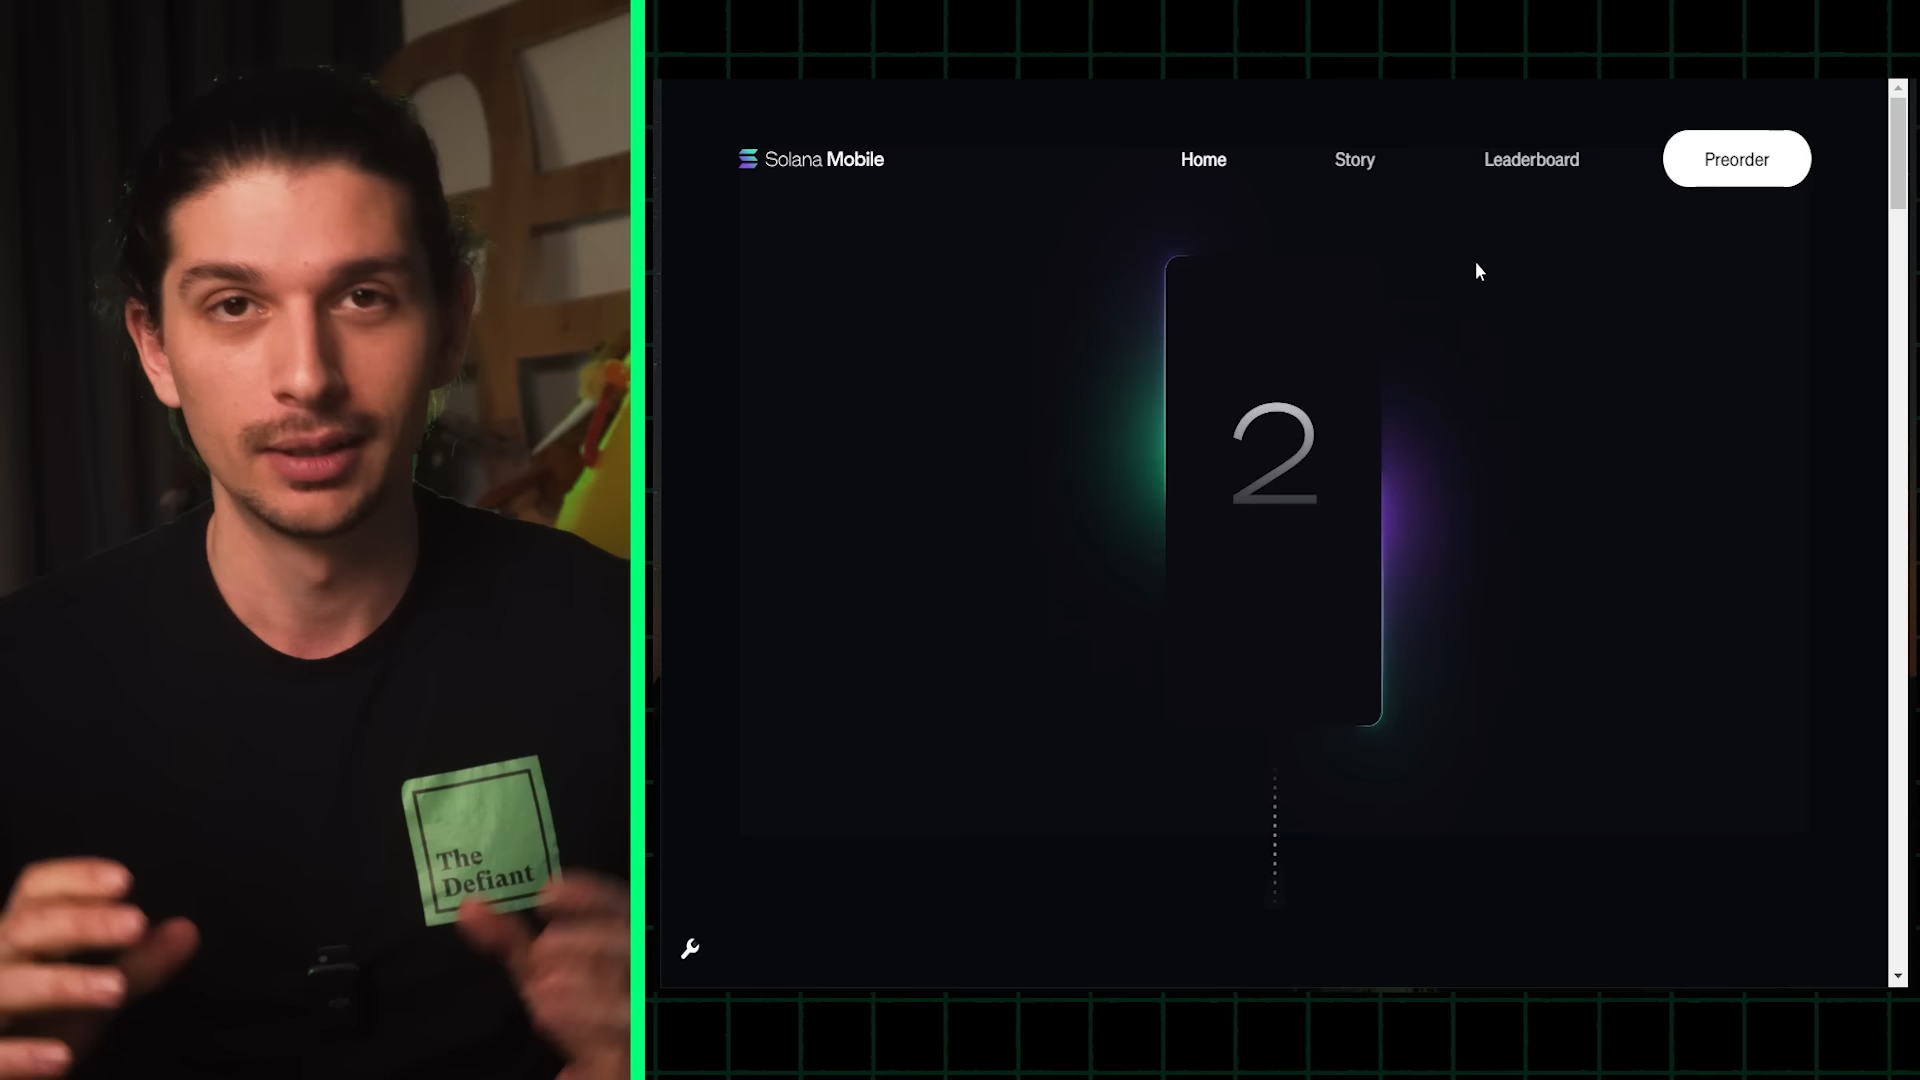 The
Defiant
Solana Mobile
Home
Story
Leaderboard
Preorder
2